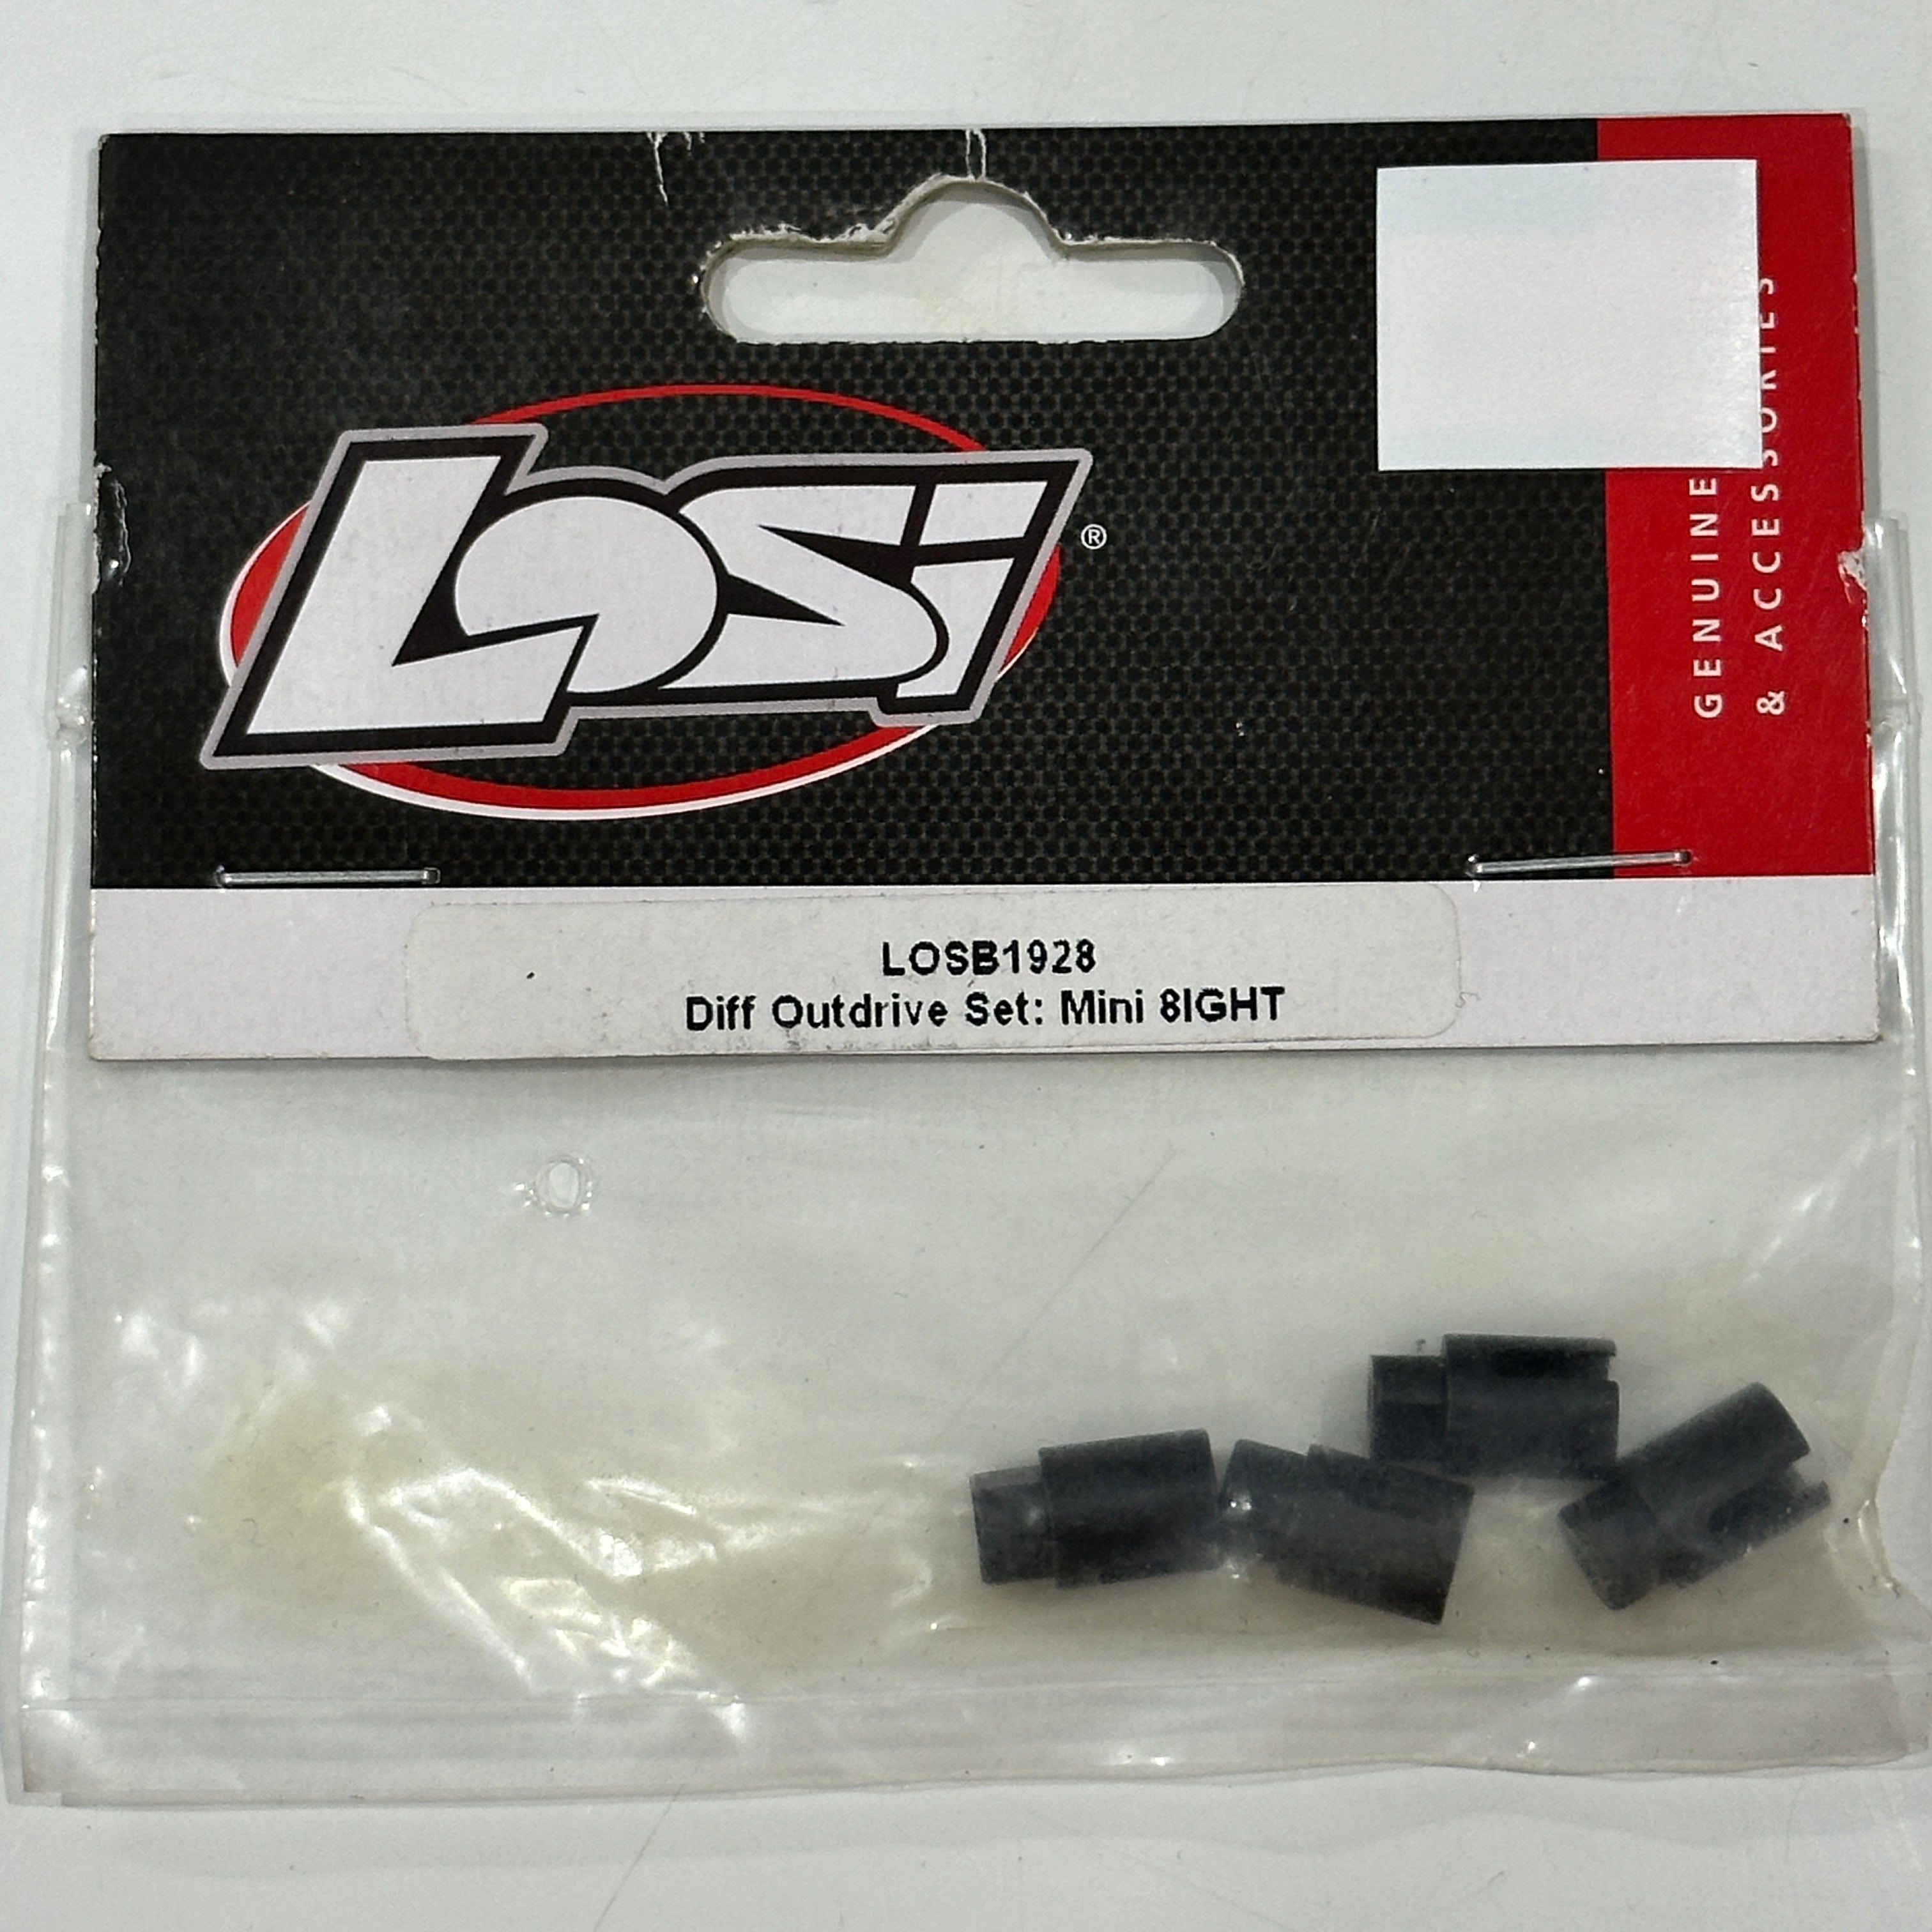 Losi®
GENUINE
& ACCESSORIES
LOSB1928
Diff Outdrive Set: Mini 8IGHT